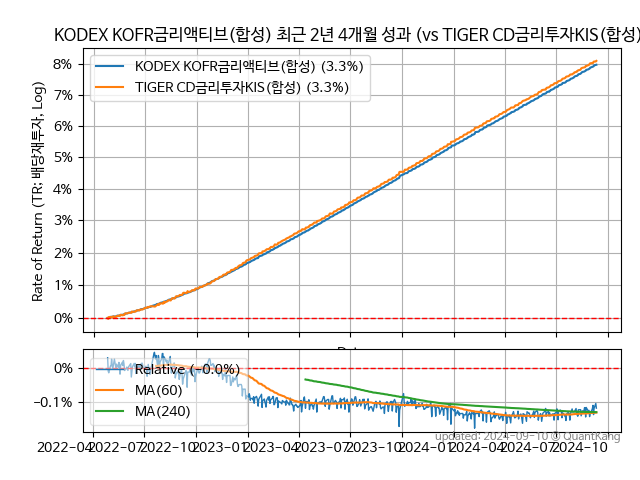 KODEX KOFR금리액티브(합성) 최근 2년 4개월 성과 (vs TIGER CD금리투자KIS(합성)
KODEX KOFR금리액티브(합성) (3.3%)
TIGER CD금리투자KIS(합성) (3.3%)
Rate of Return (TR: 배당재투자, Log)
8%
7%
6%
5%
4%
3%
2%
1%
0%
Relative (-0.0%)
MA(60)
MA(240)
0%
−0.1%
2022-04
2022-07
2022-10
2023-01
2023-04
2023-07
2023-10
2024-01
2024-04
2024-07
2024-10
updated: 2024-09-10 © QuantKang